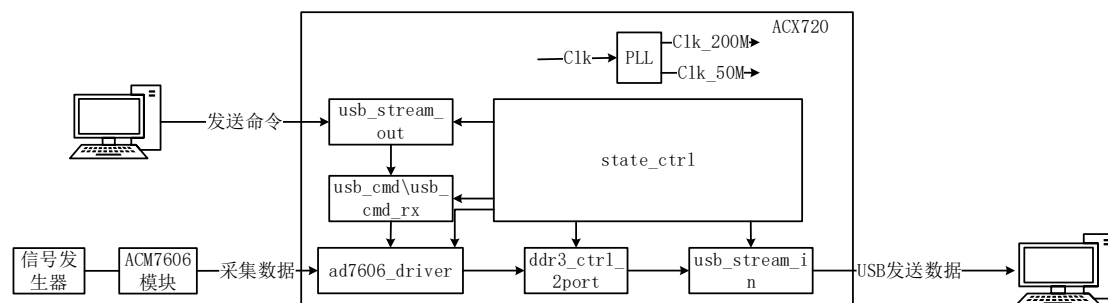 ACX720
Clk
PLL
Clk_200M
Clk_50M
发送命令
usb_stream_
out
state_ctrl
usb_cmd\usb_
cmd_rx
信号发
生器
ACM7606
模块
采集数据
ad7606_driver
ddr3_ctrl_
2port
usb_stream_i
n
USB发送数据